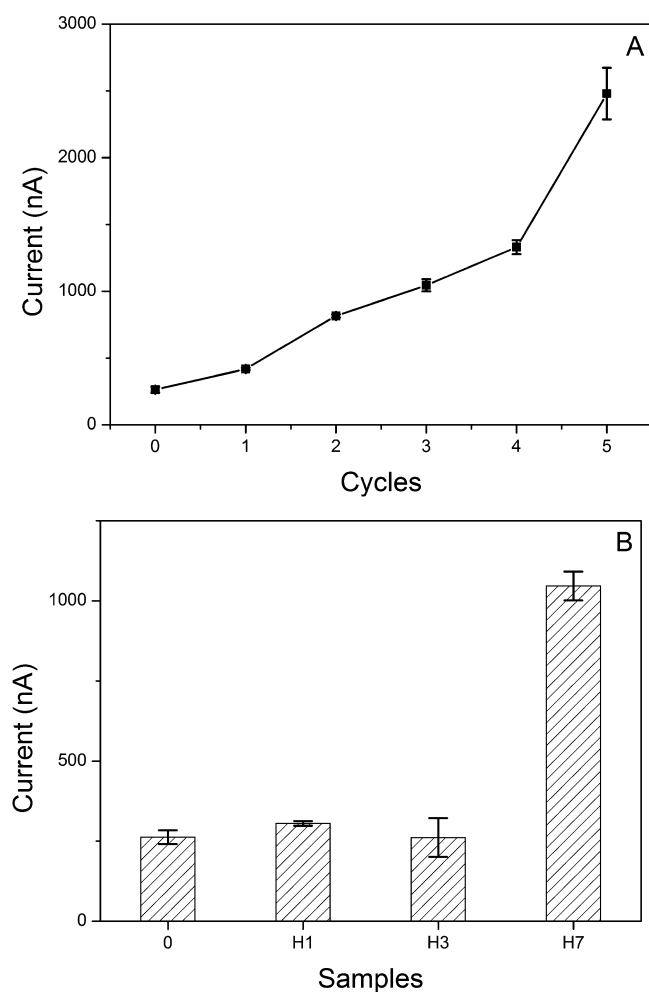 A
3000
2000
1000
0
Current (nA)
0 1 2 3 4 5
Cycles
B
1000
500
0
Current (nA)
0 H1 H3 H7
Samples